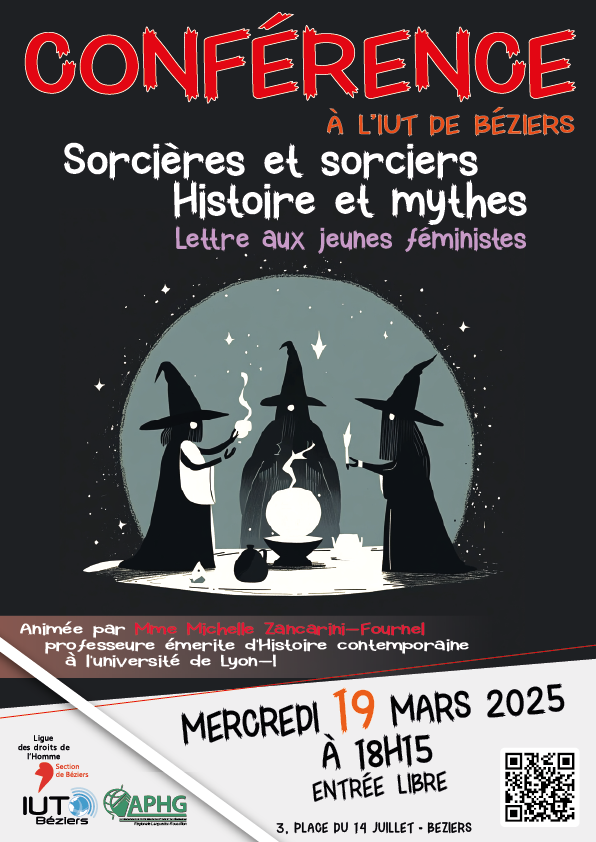 CONFÉRENCE
À L'IUT DE BÉZIERS
Sorcières et sorciers
Histoire et mythes
Lettre aux jeunes féministes
Animée par Mme Michelle Zancarini-Fournel
professeure émerite d'Histoire contemporaine
à l'université de Lyon-I
MERCREDI 19 MARS 2025
À 18H15
ENTRÉE LIBRE
Ligue
des droits de
l'Homme
Section
de Béziers
IUT
Béziers
APHG
3, PLACE DU 14 JUILLET - BEZIERS